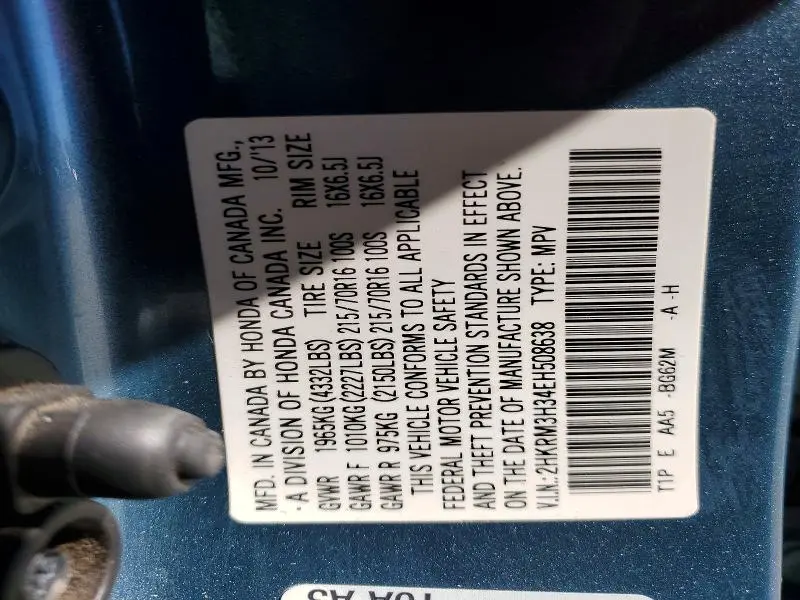 MFD. IN CANADA BY HONDA OF CANADA MFG.,
·A DIVISION OF HONDA CANADA INC. 10/'13
GVWR 1965KG(4332LBS) TIRE SIZE RIM SIZE
GAWR F 1010KG(2227LBS)215/70R16 100S 16X6.5J
GAWR R 975KG (2150LBS)215/70R16 100S 16X6.5J
THIS VEHICLE CONFORMS TO ALL APPLICABLE
FEDERAL MOTOR VEHICLE SAFETY
AND THEFT PREVENTION STANDARDS IN EFFECT
ON THE DATE OF MANUFACTURE SHOWN ABOVE.
V.I.N.:2HKRM3H34EH508638 TYPE: MPV
T1P E AA5 -BG62M -A -H